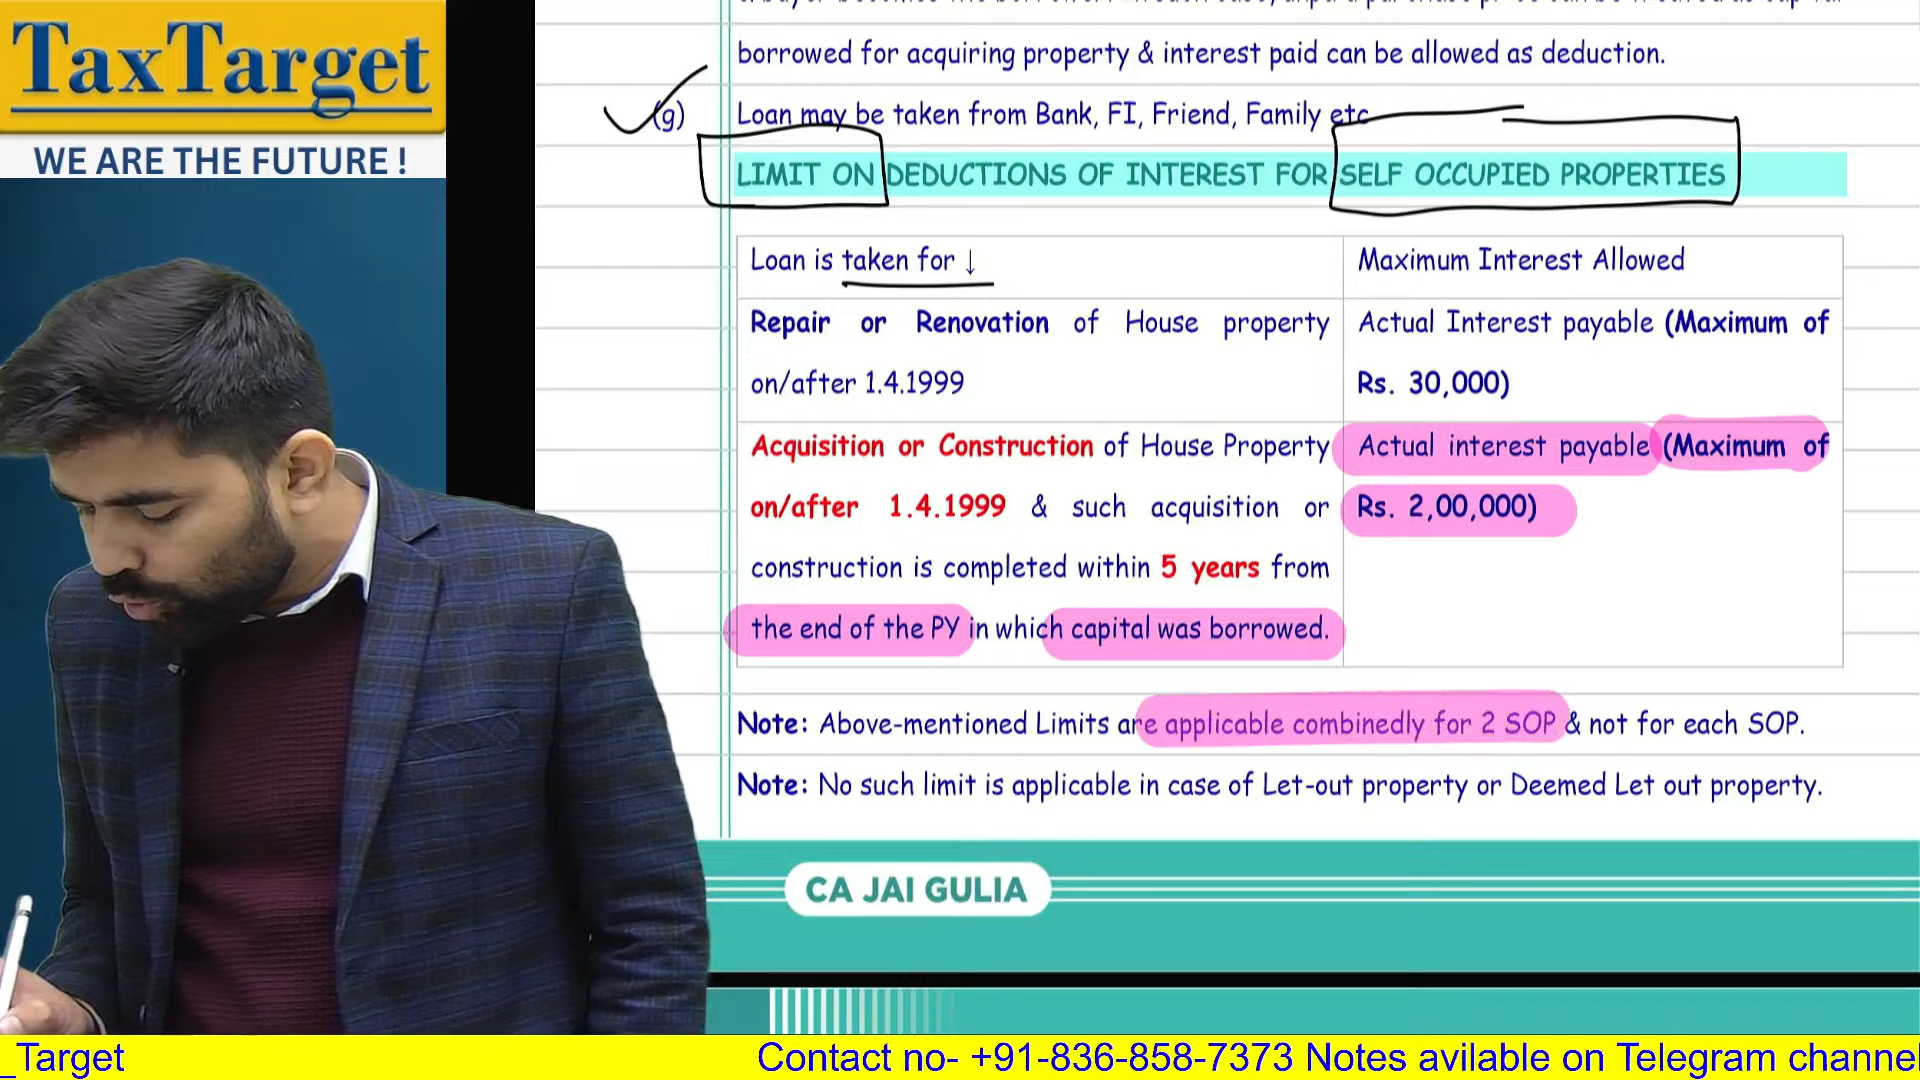 TaxTarget
WE ARE THE FUTURE !
borrowed for acquiring property & interest paid can be allowed as deduction.
(g) Loan may be taken from Bank, FI, Friend, Family etc
LIMIT ON DEDUCTIONS OF INTEREST FOR SELF OCCUPIED PROPERTIES
Loan is taken for ↓ Maximum Interest Allowed
Repair or Renovation of House property Actual Interest payable (Maximum of
on/after 1.4.1999 Rs. 30,000)
Acquisition or Construction of House Property Actual interest payable (Maximum of
on/after 1.4.1999 & such acquisition or Rs. 2,00,000)
construction is completed within 5 years from
the end of the PY in which capital was borrowed.
Note: Above-mentioned Limits are applicable combinedly for 2 SOP & not for each SOP.
Note: No such limit is applicable in case of Let-out property or Deemed Let out property.
CA JAI GULIA
_Target Contact no- +91-836-858-7373 Notes avilable on Telegram channel